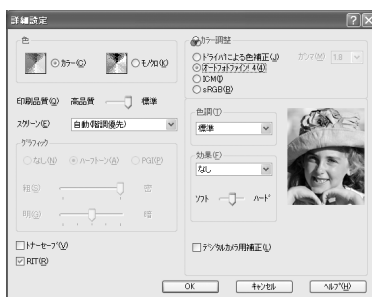 詳細設定
色
カラー(C)
モノクロ(K)
印刷品質(Q) 高品質 標準
スクリーン(E) 自動(階調優先)
グラフィック
なし(N) ハーフトーン(A) PGI(P)
粗(S) 密
明(G) 暗
トナーセーブ(V)
RIT(R)
カラー調整
ドライバによる色補正(J) ガンマ(M) 1.8
オートフォトファイン!4(4)
ICM(I)
sRGB(B)
色調(T)
標準
効果(F)
なし
ソフト ハード
デジタルカメラ用補正(L)
OK キャンセル ヘルプ(H)